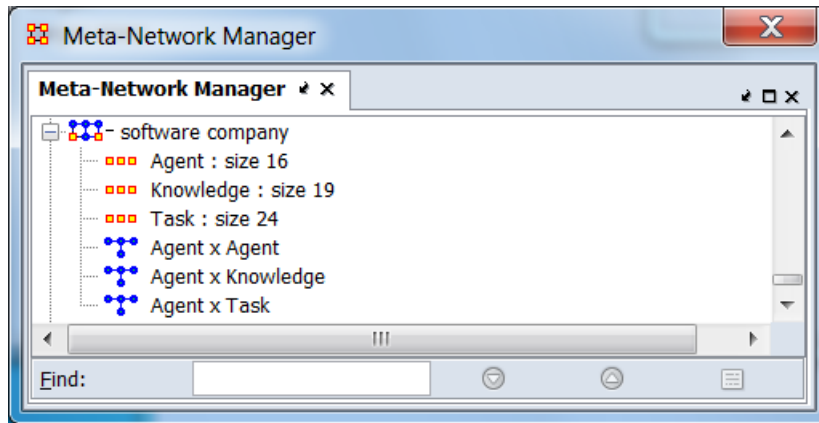 Meta-Network Manager
Meta-Network Manager
software company
Agent : size 16
Knowledge : size 19
Task : size 24
Agent x Agent
Agent x Knowledge
Agent x Task
Find: